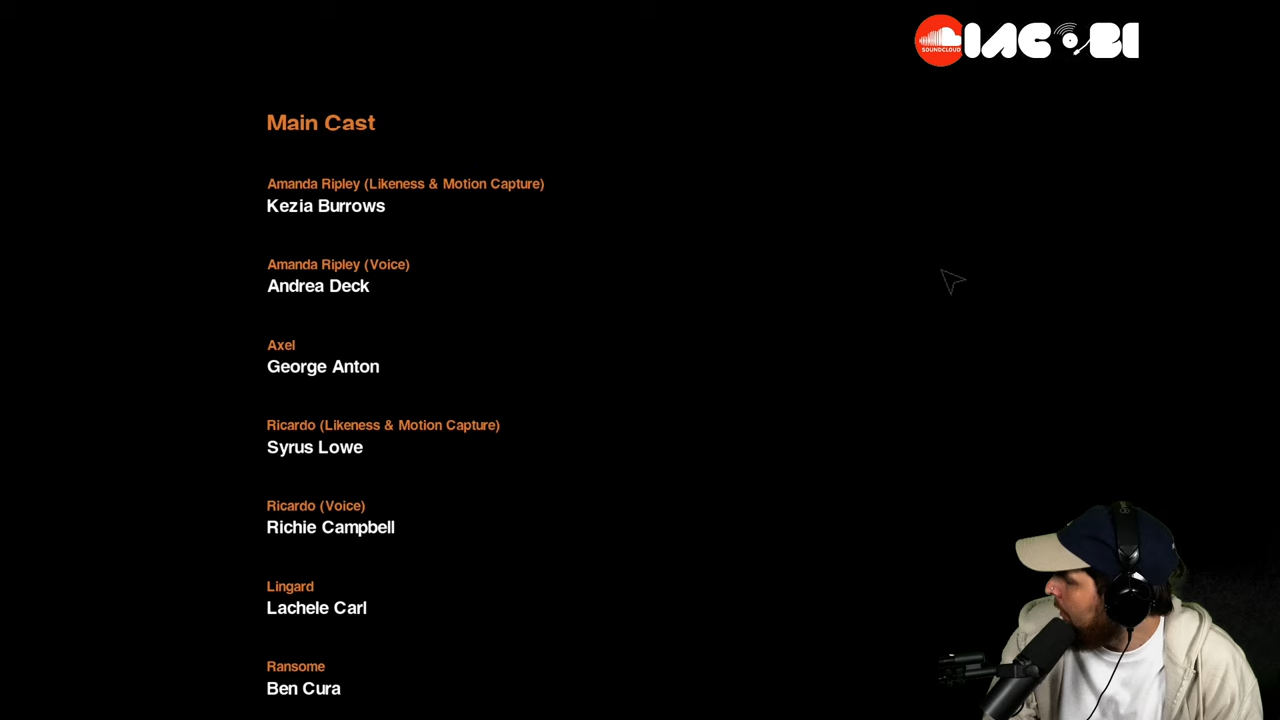 SOUNDCLOUD
IACOBI
Main Cast
Amanda Ripley (Likeness & Motion Capture)
Kezia Burrows
Amanda Ripley (Voice)
Andrea Deck
Axel
George Anton
Ricardo (Likeness & Motion Capture)
Syrus Lowe
Ricardo (Voice)
Richie Campbell
Lingard
Lachele Carl
Ransome
Ben Cura